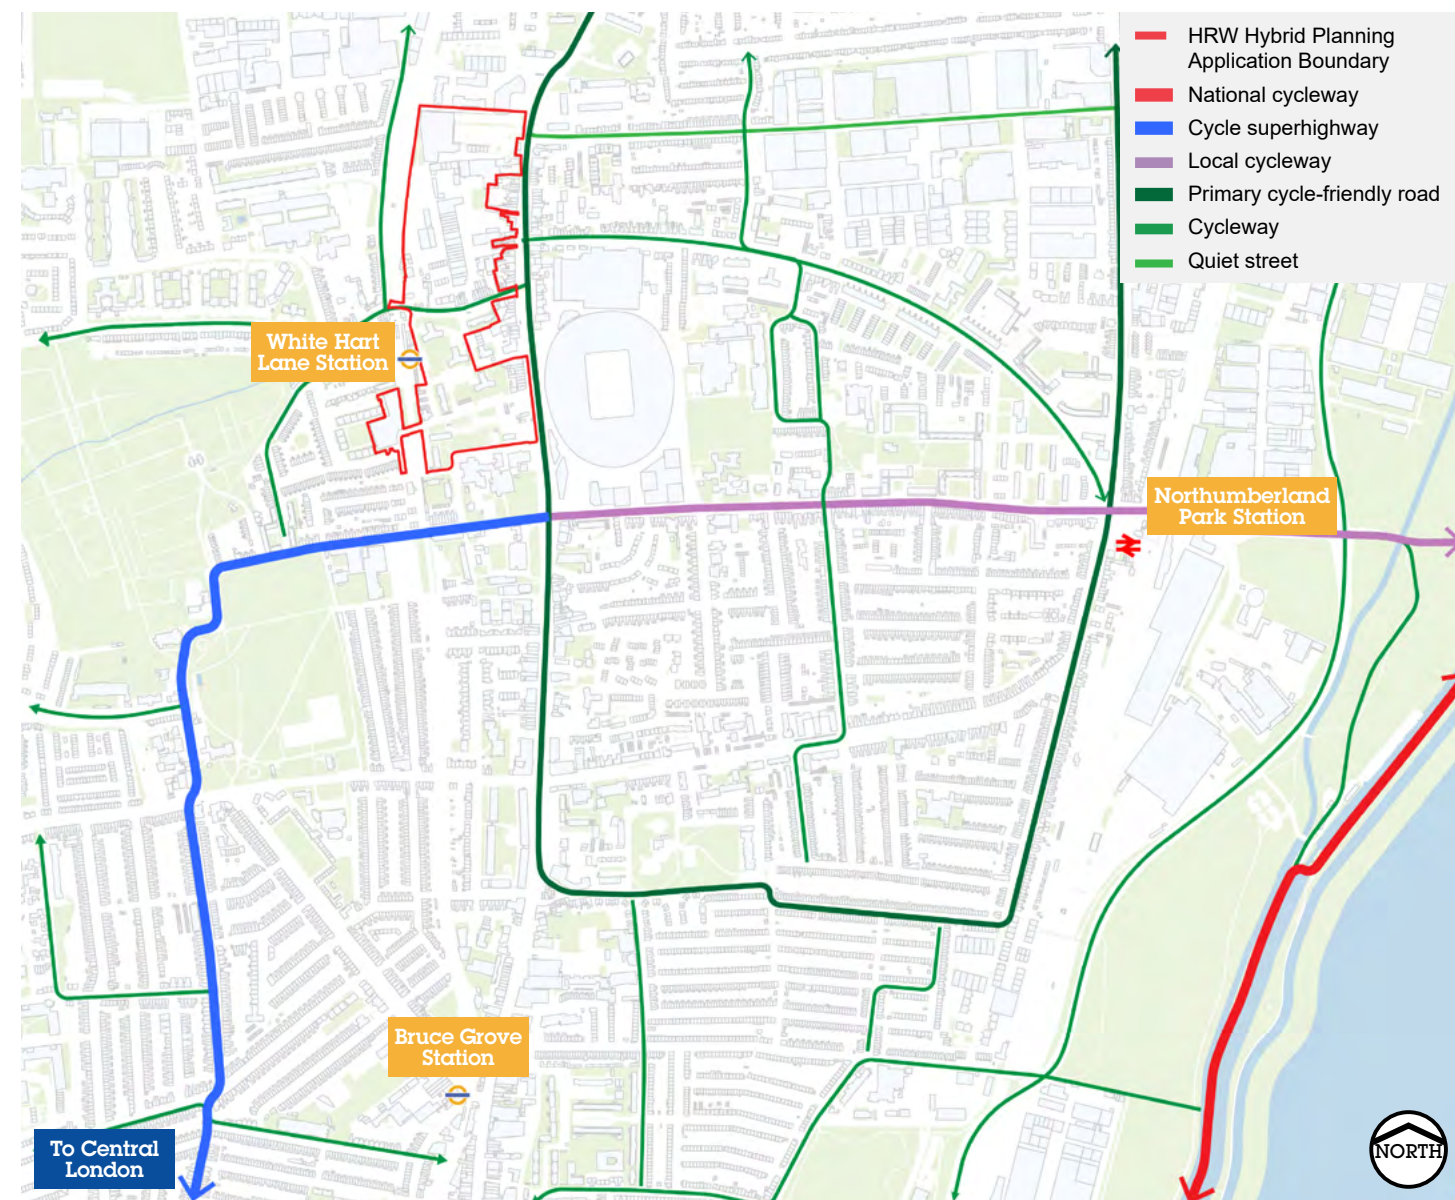 HRW Hybrid Planning
Application Boundary
National cycleway
Cycle superhighway
Local cycleway
Primary cycle-friendly road
Cycleway
Quiet street
White Hart
Lane Station
Northumberland
Park Station
Bruce Grove
Station
To Central
London
NORTH